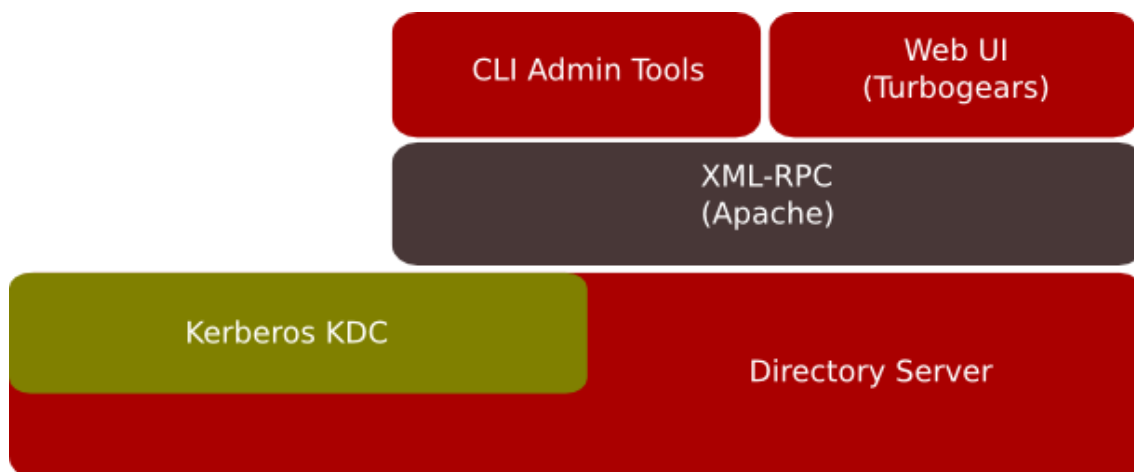 CLI Admin Tools
Web UI
(Turbogears)
XML-RPC
(Apache)
Kerberos KDC
Directory Server